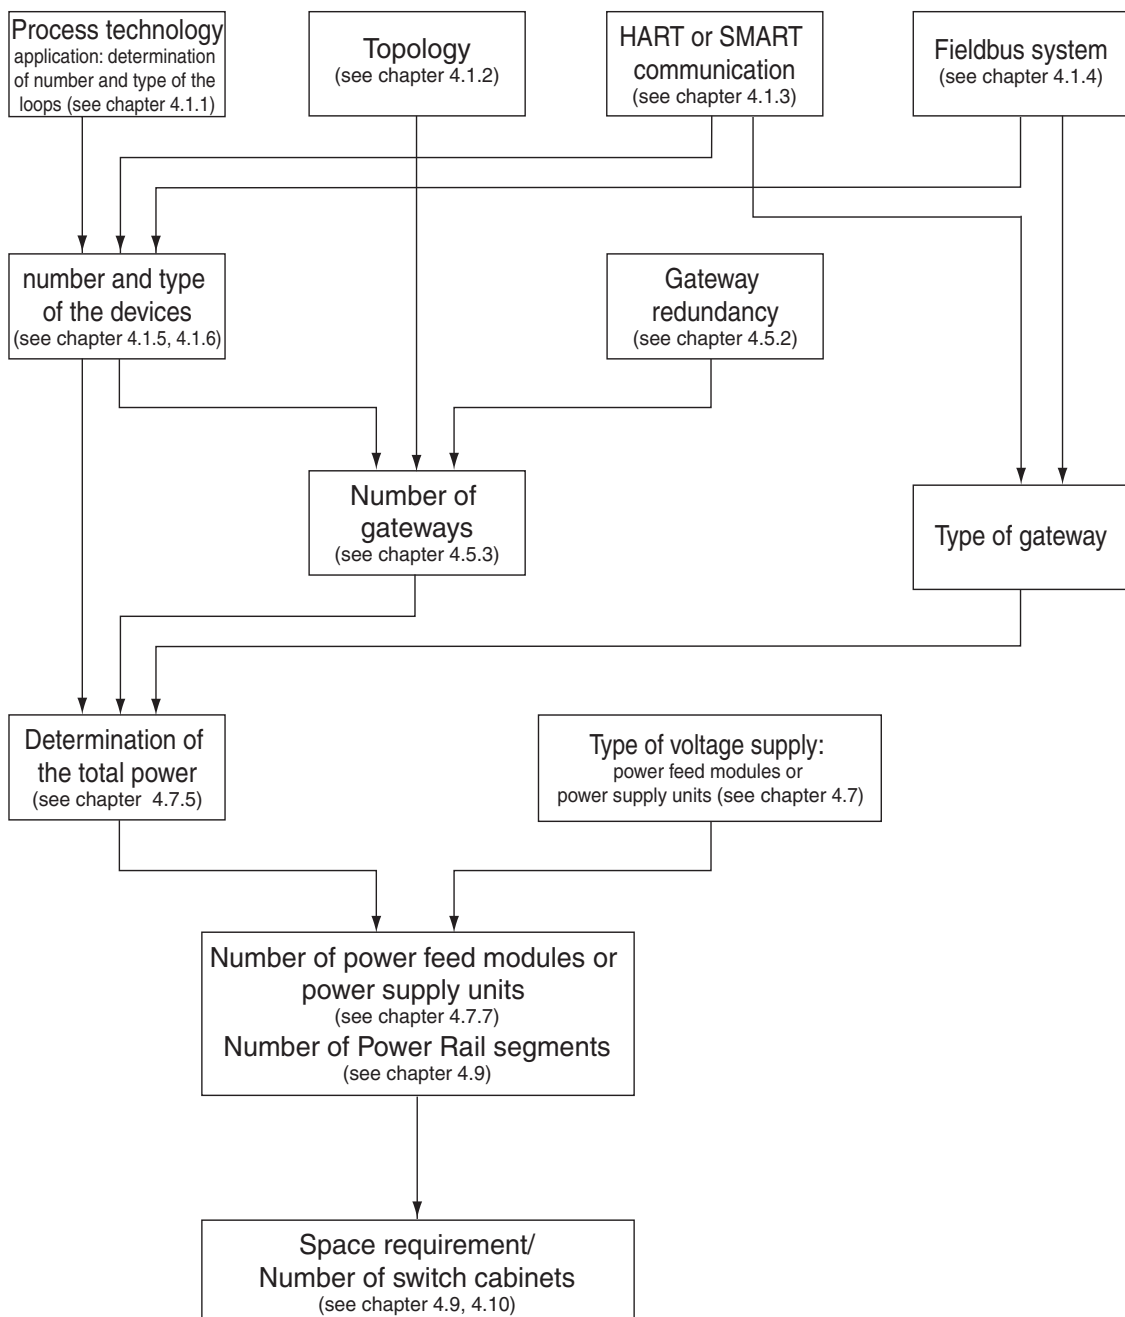 Process technology
application: determination
of number and type of the
loops (see chapter 4.1.1)
Topology
(see chapter 4.1.2)
HART or SMART
communication
(see chapter 4.1.3)
Fieldbus system
(see chapter 4.1.4)
number and type
of the devices
(see chapter 4.1.5, 4.1.6)
Gateway
redundancy
(see chapter 4.5.2)
Number of
gateways
(see chapter 4.5.3)
Type of gateway
Determination of
the total power
(see chapter 4.7.5)
Type of voltage supply:
power feed modules or
power supply units (see chapter 4.7)
Number of power feed modules or
power supply units
(see chapter 4.7.7)
Number of Power Rail segments
(see chapter 4.9)
Space requirement/
Number of switch cabinets
(see chapter 4.9, 4.10)